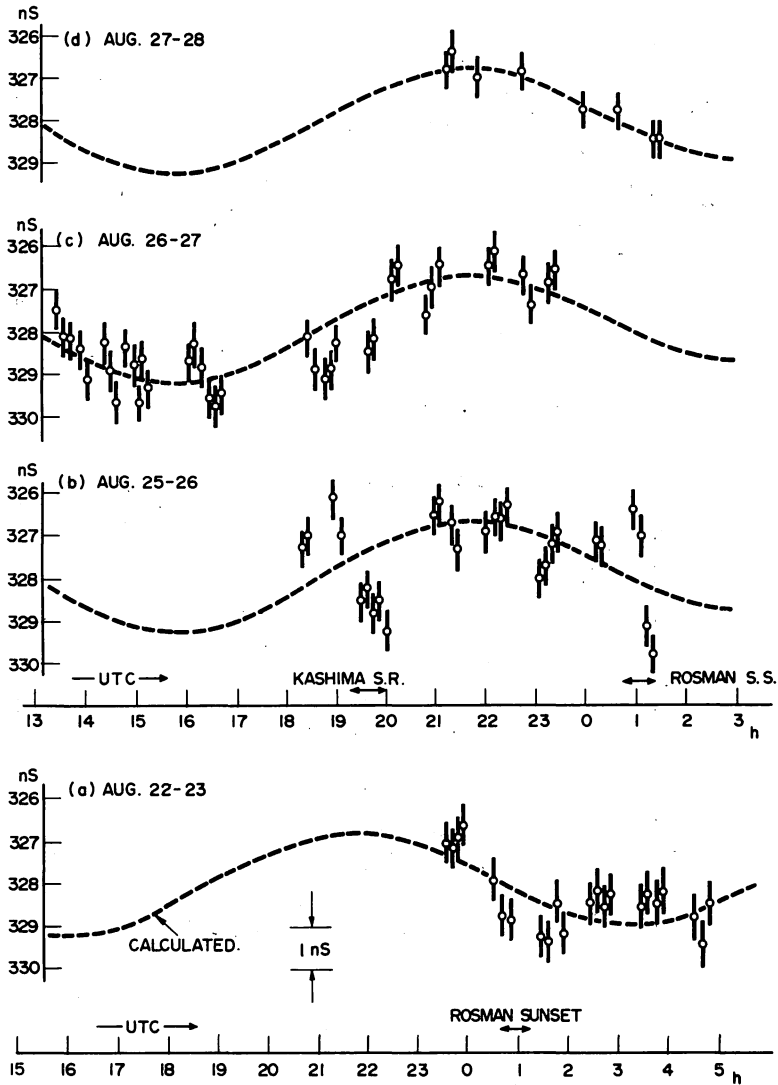 nS
326
327
328
329
(d) AUG. 27-28
nS
326
327
328
329
330
(c) AUG. 26-27
nS
326
327
328
329
330
(b) AUG. 25-26
UTC
KASHIMA S.R.
ROSMAN S.S.
13 14 15 16 17 18 19 20 21 22 23 0 1 2 3
h
nS
326
327
328
329
330
(a) AUG. 22-23
CALCULATED.
1 nS
UTC
ROSMAN SUNSET
15 16 17 18 19 20 21 22 23 0 1 2 3 4 5
h